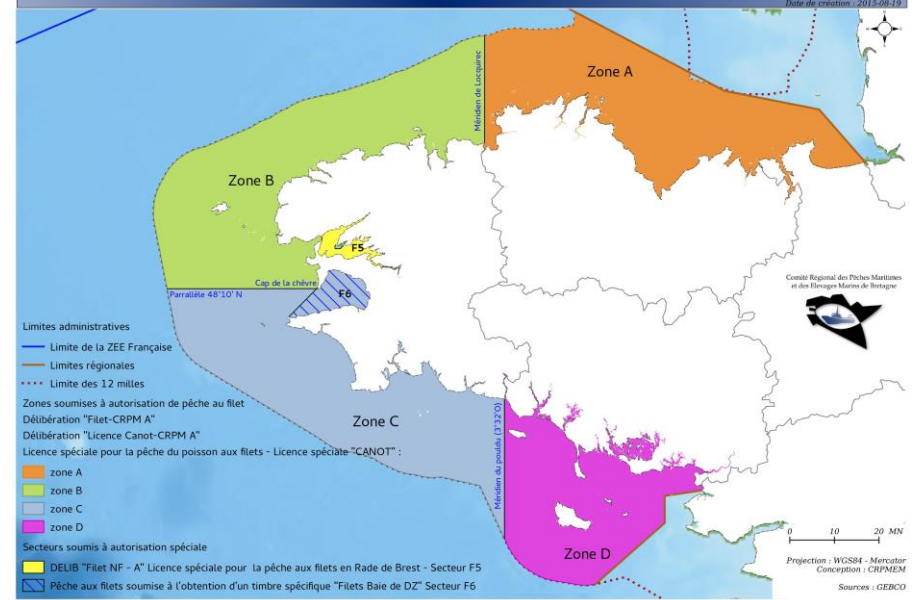 Date de création : 2015-08-19
Zone A
Méridien de Locquirec
Zone B
F5
Cap de la chêvre
Parralèle 48°10' N
F6
Comité Régional des Pêches Maritimes
et des Elevages Marins de Bretagne
Limites administratives
Limite de la ZEE Française
Limites régionales
Limite des 12 milles
Zones soumises à autorisation de pêche au filet
Délibération "Filet-CRPM A"
Délibération "Licence Canot-CRPM A"
Licence spéciale pour la pêche du poisson aux filets - Licence spéciale "CANOT" :
zone A
zone B
zone C
zone D
Zone C
Méridien du pouldu (3°32'O)
Zone D
Secteurs soumis à autorisation spéciale
DELIB "Filet NF - A" Licence spéciale pour la pêche aux filets en Rade de Brest - Secteur F5
Pêche aux filets soumise à l'obtention d'un timbre spécifique "Filets Baie de DZ" Secteur F6
0 10 20 MN
Projection : WGS84 - Mercator
Conception : CRPMEM
Sources : GEBCO